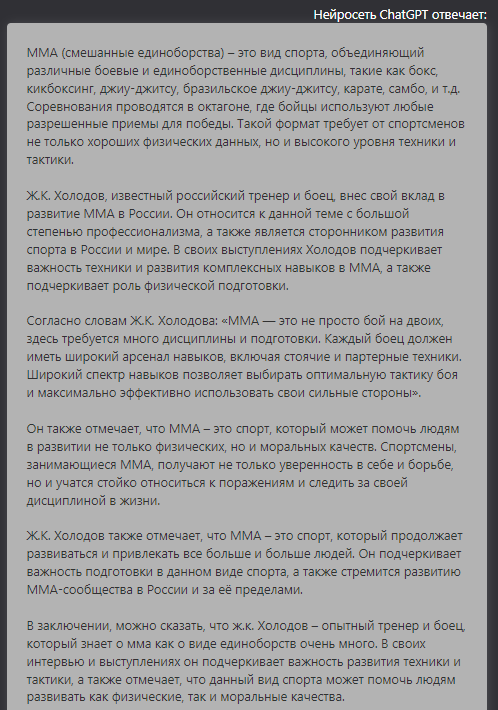 Нейросеть ChatGPT отвечает:
ММА (смешанные единоборства) – это вид спорта, объединяющий
различные боевые и единоборственные дисциплины, такие как бокс,
кикбоксинг, джиу-джитсу, бразильское джиу-джитсу, карате, самбо, и т.д.
Соревнования проводятся в октагоне, где бойцы используют любые
разрешенные приемы для победы. Такой формат требует от спортсменов
не только хороших физических данных, но и высокого уровня техники и
тактики.
Ж.К. Холодов, известный российский тренер и боец, внес свой вклад в
развитие ММА в России. Он относится к данной теме с большой
степенью профессионализма, а также является сторонником развития
спорта в России и мире. В своих выступлениях Холодов подчеркивает
важность техники и развития комплексных навыков в ММА, а также
подчеркивает роль физической подготовки.
Согласно словам Ж.К. Холодова: «ММА — это не просто бой на двоих,
здесь требуется много дисциплины и подготовки. Каждый боец должен
иметь широкий арсенал навыков, включая стоячие и партерные техники.
Широкий спектр навыков позволяет выбирать оптимальную тактику боя
и максимально эффективно использовать свои сильные стороны».
Он также отмечает, что ММА – это спорт, который может помочь людям
в развитии не только физических, но и моральных качеств. Спортсмены,
занимающиеся ММА, получают не только уверенность в себе и борьбе,
но и учатся стойко относиться к поражениям и следить за своей
дисциплиной в жизни.
Ж.К. Холодов также отмечает, что ММА – это спорт, который продолжает
развиваться и привлекать все больше и больше людей. Он подчеркивает
важность подготовки в данном виде спорта, а также стремится развитию
ММА-сообщества в России и за её пределами.
В заключении, можно сказать, что ж.к. Холодов – опытный тренер и боец,
который знает о мма как о виде единоборств очень много. В своих
интервью и выступлениях он подчеркивает важность развития техники и
тактики, а также отмечает, что данный вид спорта может помочь людям
развивать как физические, так и моральные качества.